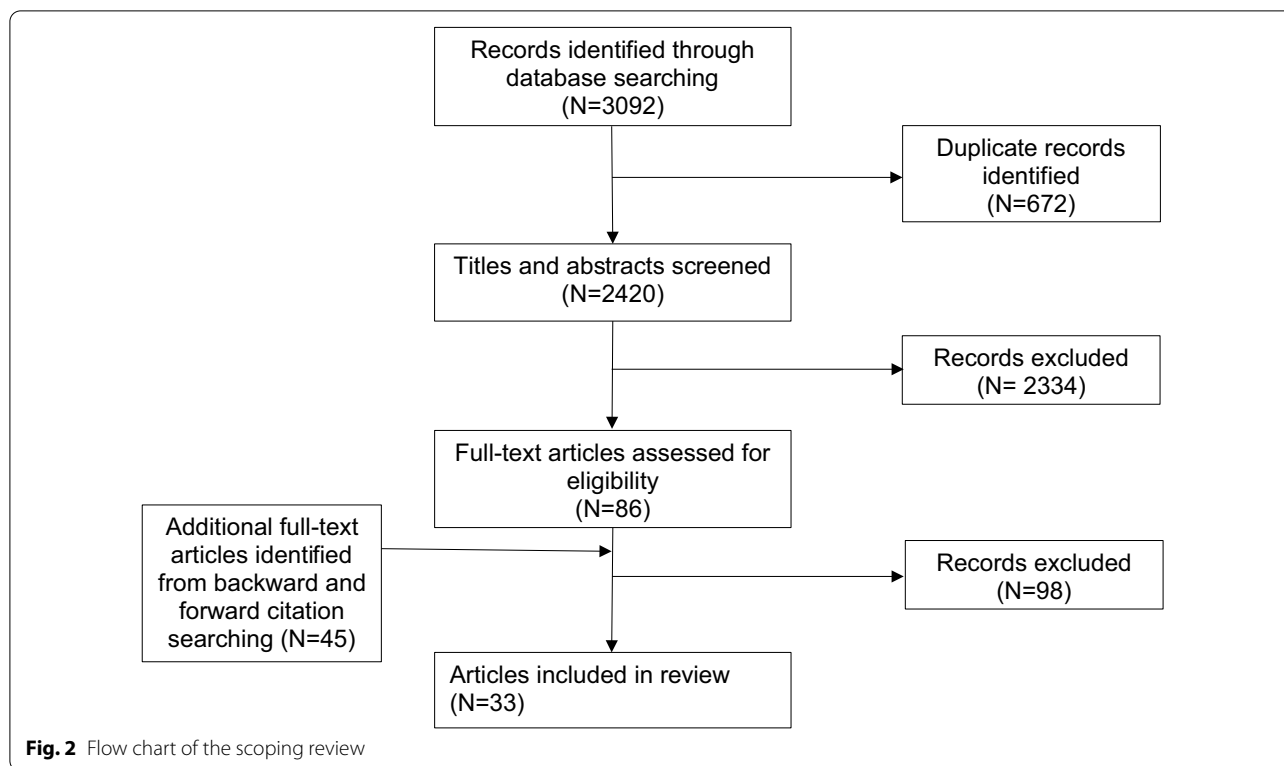 Records identified through
database searching
(N=3092)
Duplicate records
identified
(N=672)
Titles and abstracts screened
(N=2420)
Records excluded
(N= 2334)
Full-text articles assessed for
eligibility
(N=86)
Additional full-text
articles identified
from backward and
forward citation
searching (N=45)
Records excluded
(N=98)
Articles included in review
(N=33)
Fig. 2 Flow chart of the scoping review